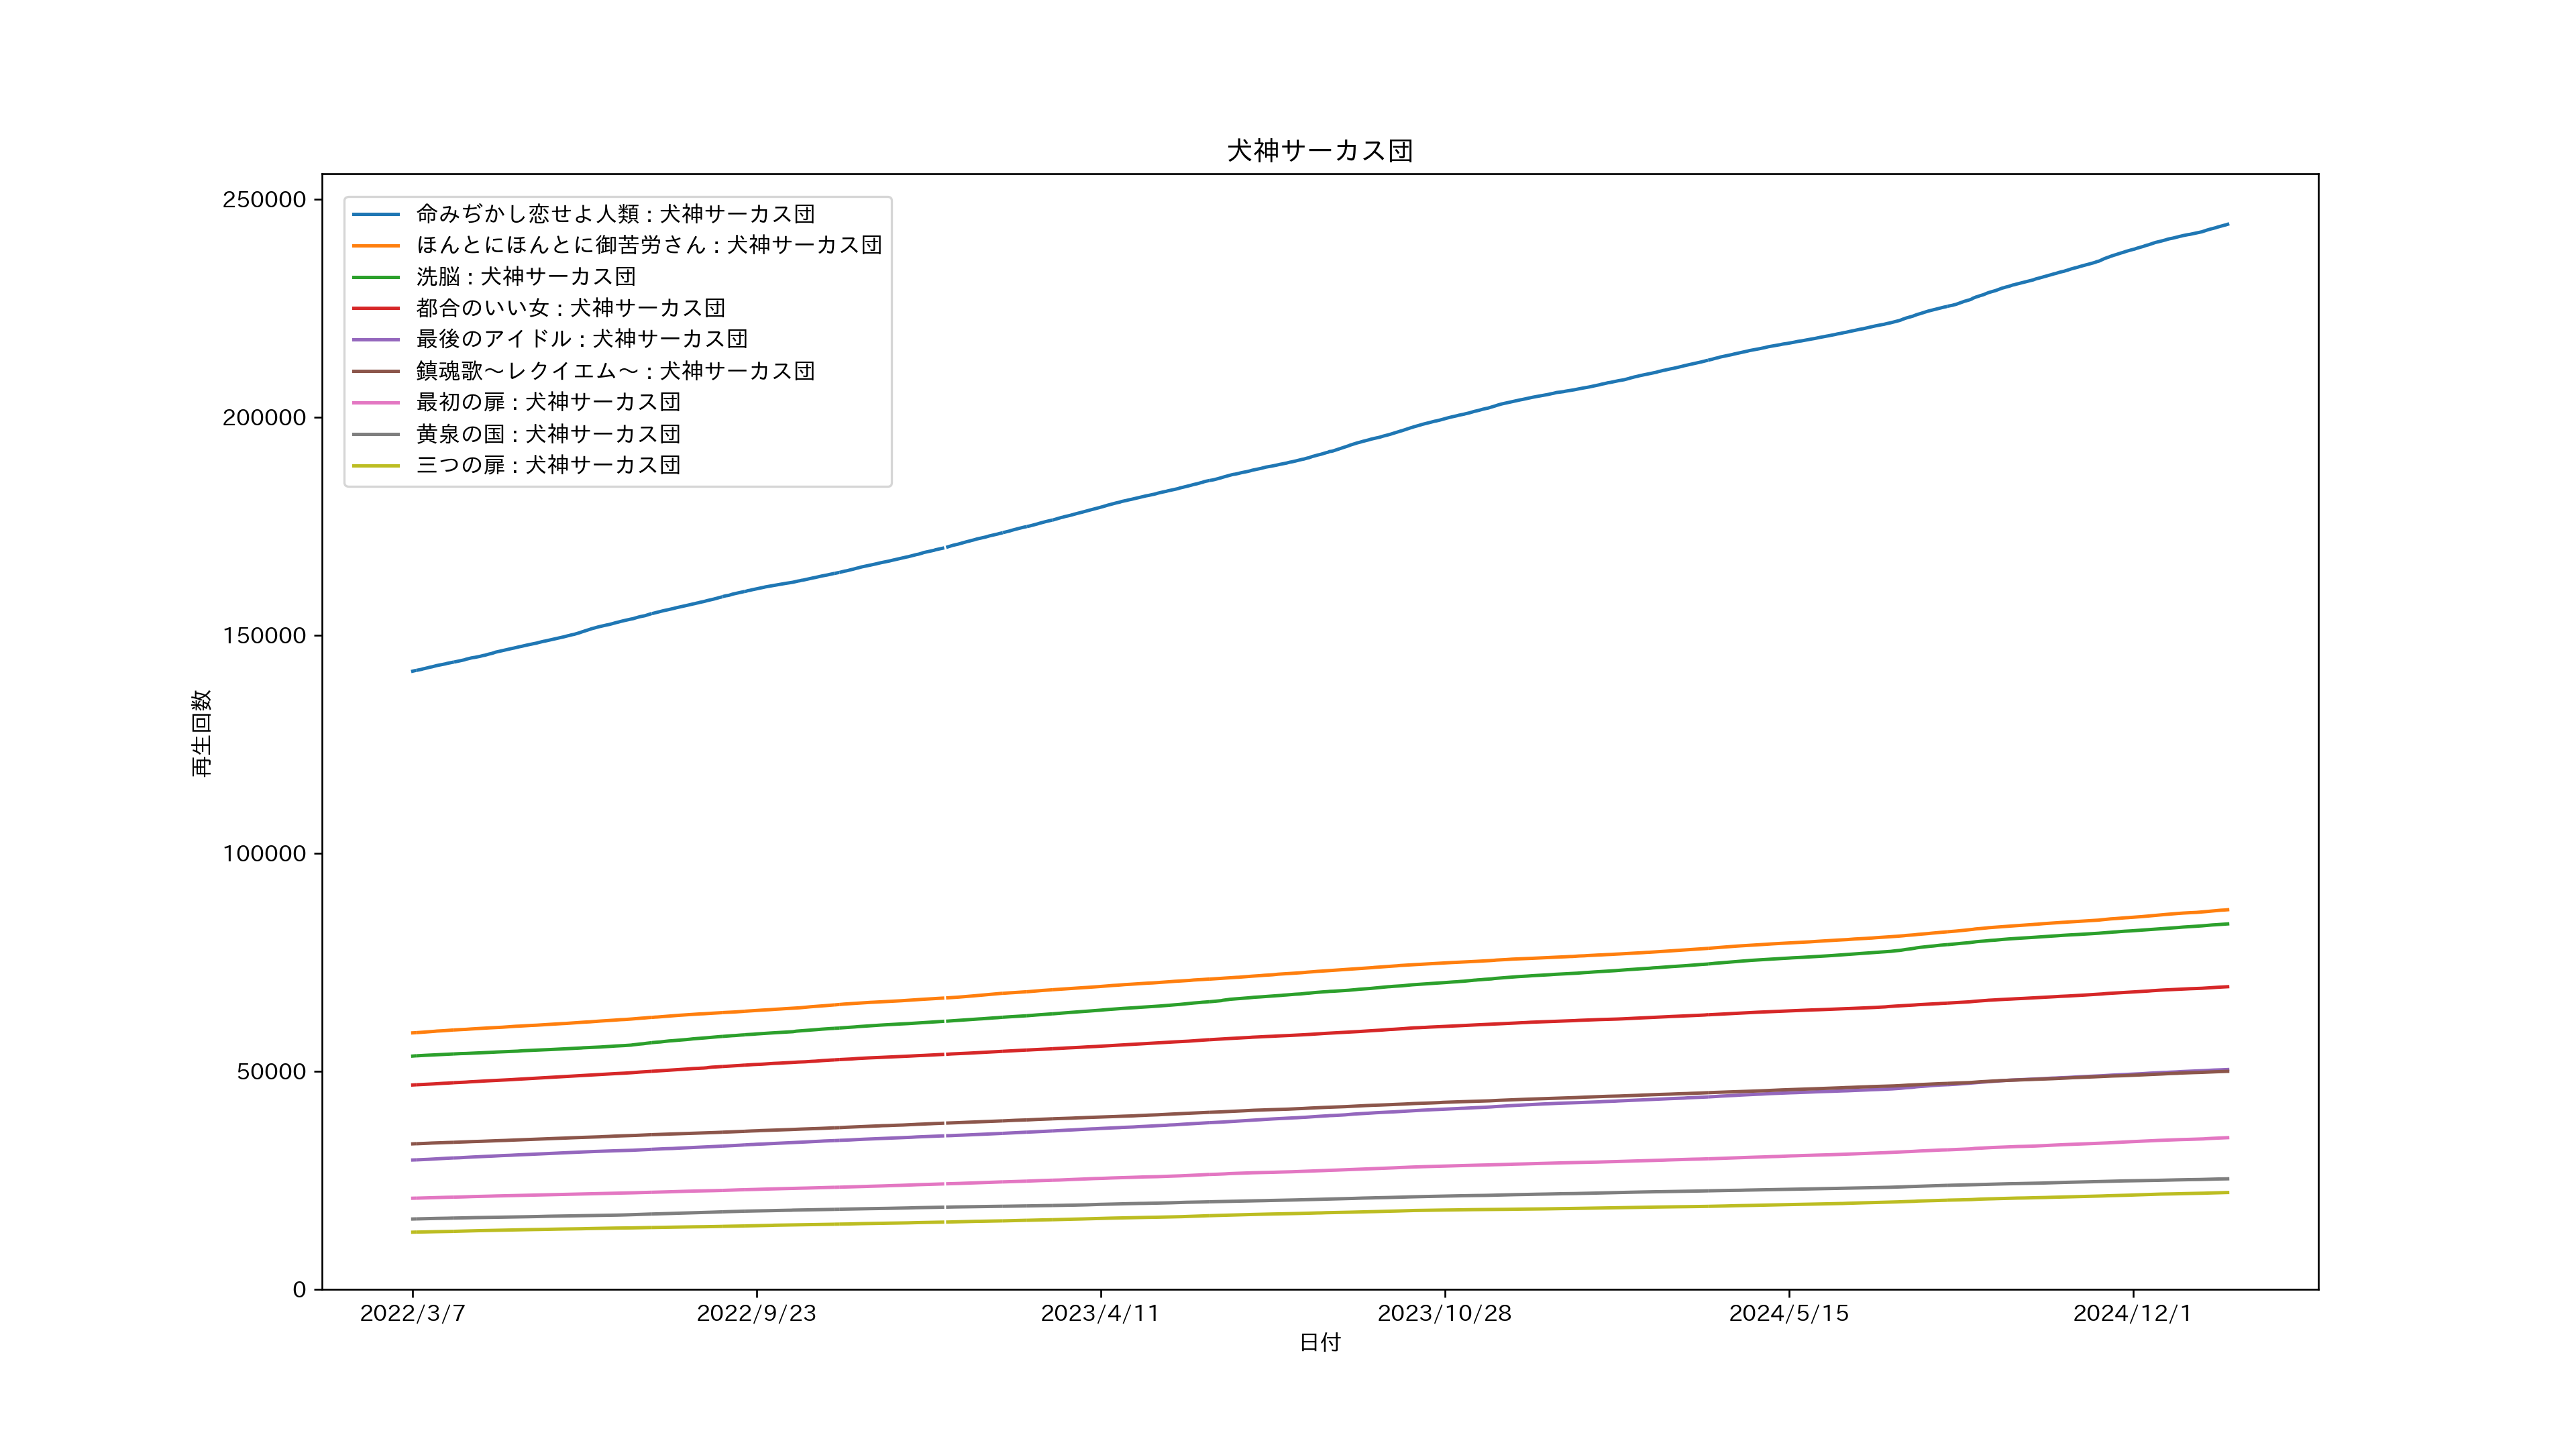 犬神サーカス団
250000
200000
150000
100000
50000
0
再生回数
命みぢかし恋せよ人類 : 犬神サーカス団
ほんとにほんとに御苦労さん : 犬神サーカス団
洗脳 : 犬神サーカス団
都合のいい女 : 犬神サーカス団
最後のアイドル : 犬神サーカス団
鎮魂歌〜レクイエム〜 : 犬神サーカス団
最初の扉 : 犬神サーカス団
黄泉の国 : 犬神サーカス団
三つの扉 : 犬神サーカス団
2022/3/7 2022/9/23 2023/4/11 2023/10/28 2024/5/15 2024/12/1
日付